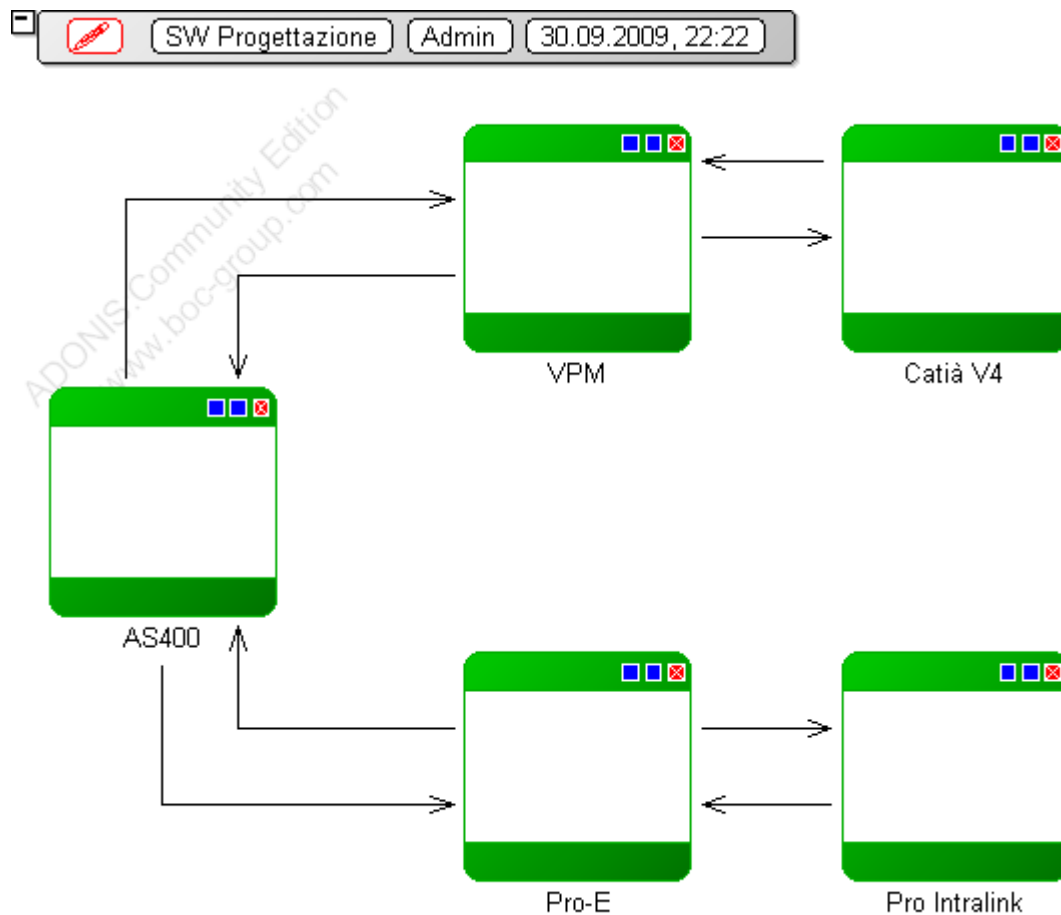 SW Progettazione Admin 30.09.2009, 22:22
ADONIS:Community Edition
www.boc-group.com
VPM
Catià V4
AS400
Pro-E
Pro Intralink